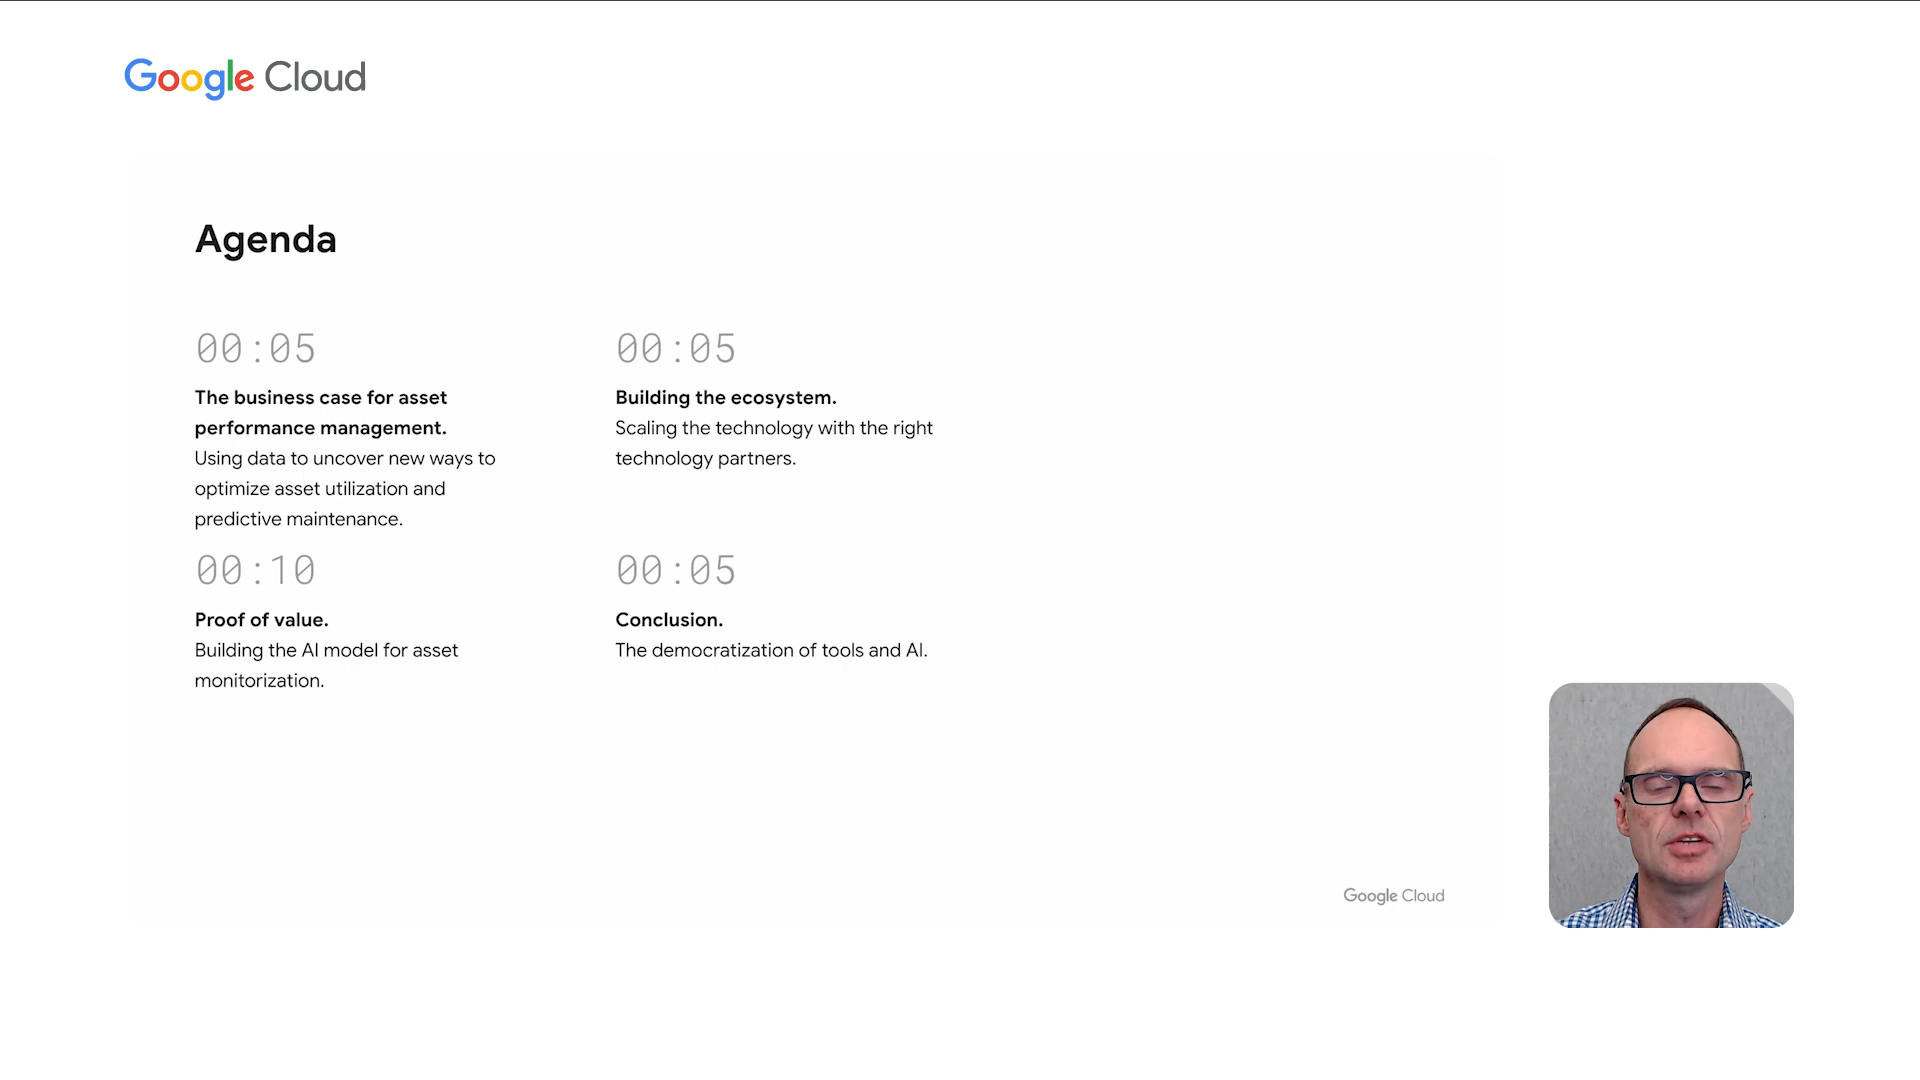 Google Cloud
Agenda
00:05
The business case for asset
performance management.
Using data to uncover new ways to
optimize asset utilization and
predictive maintenance.
00:10
Proof of value.
Building the AI model for asset
monitorization.
00:05
Building the ecosystem.
Scaling the technology with the right
technology partners.
00:05
Conclusion.
The democratization of tools and AI.
Google Cloud